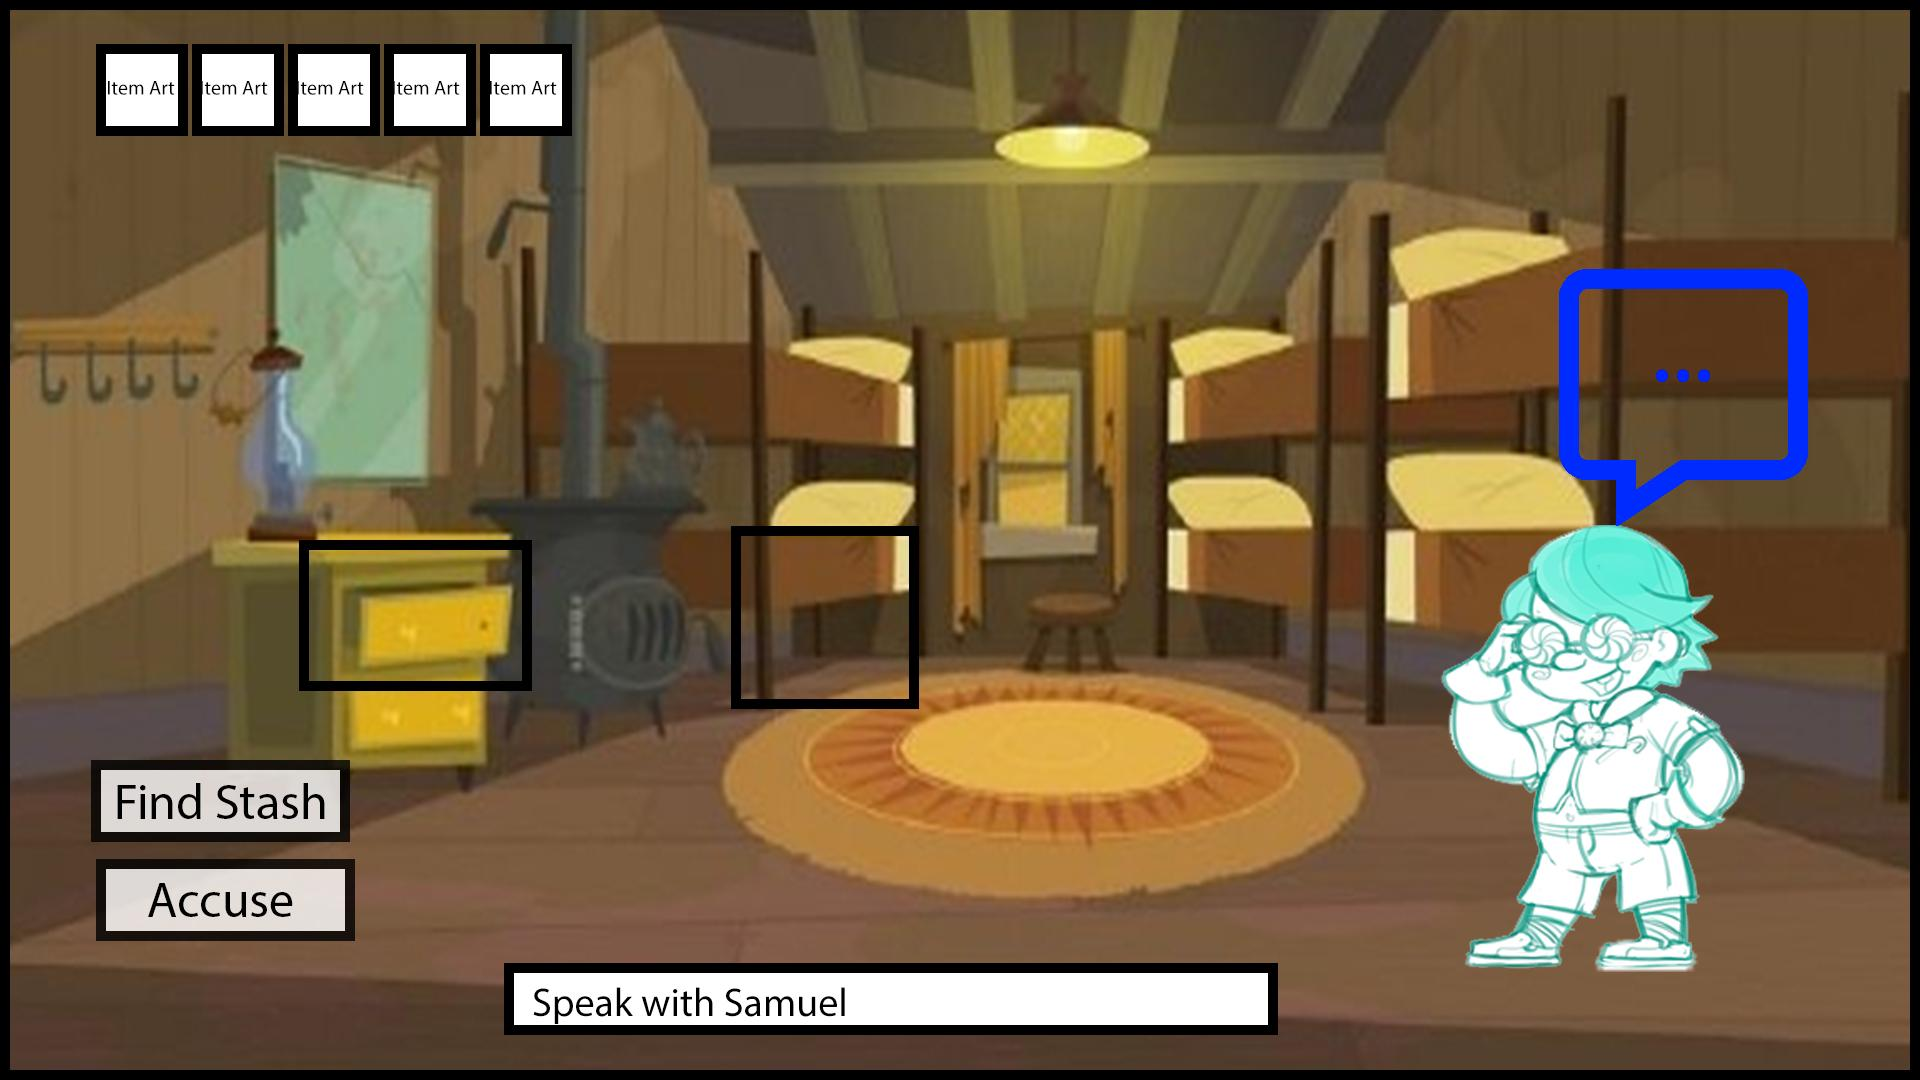 Item Art
Item Art
Item Art
Item Art
Item Art
...
Find Stash
Accuse
Speak with Samuel